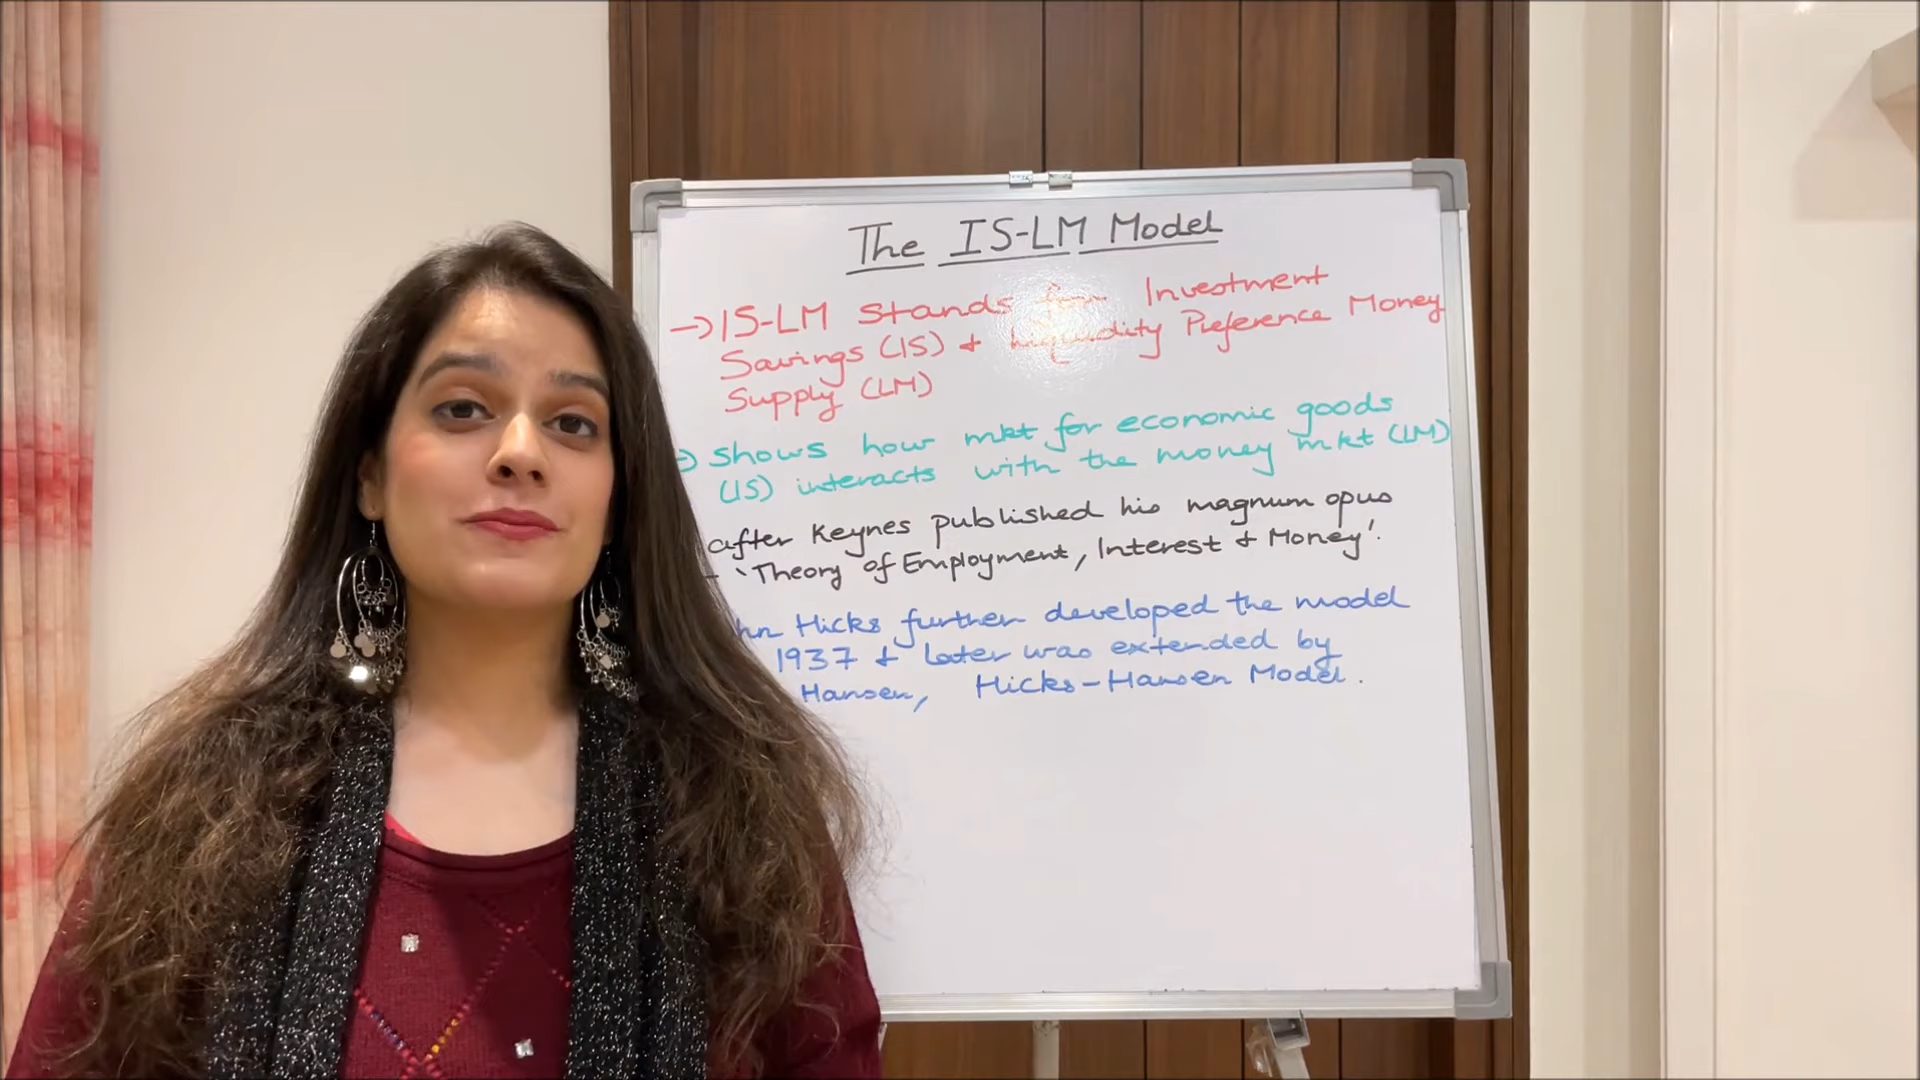 The IS-LM Model
→ IS-LM stands for Investment
Savings (IS) + Liquidity Preference Money
Supply (LM)
→ shows how mkt for economic goods
(IS) interacts with the money mkt (LM)
after Keynes published his magnum opus
- 'Theory of Employment, Interest + Money'.
hn Hicks further developed the model
1937 + later was extended by
Hansen, Hicks-Hansen Model.